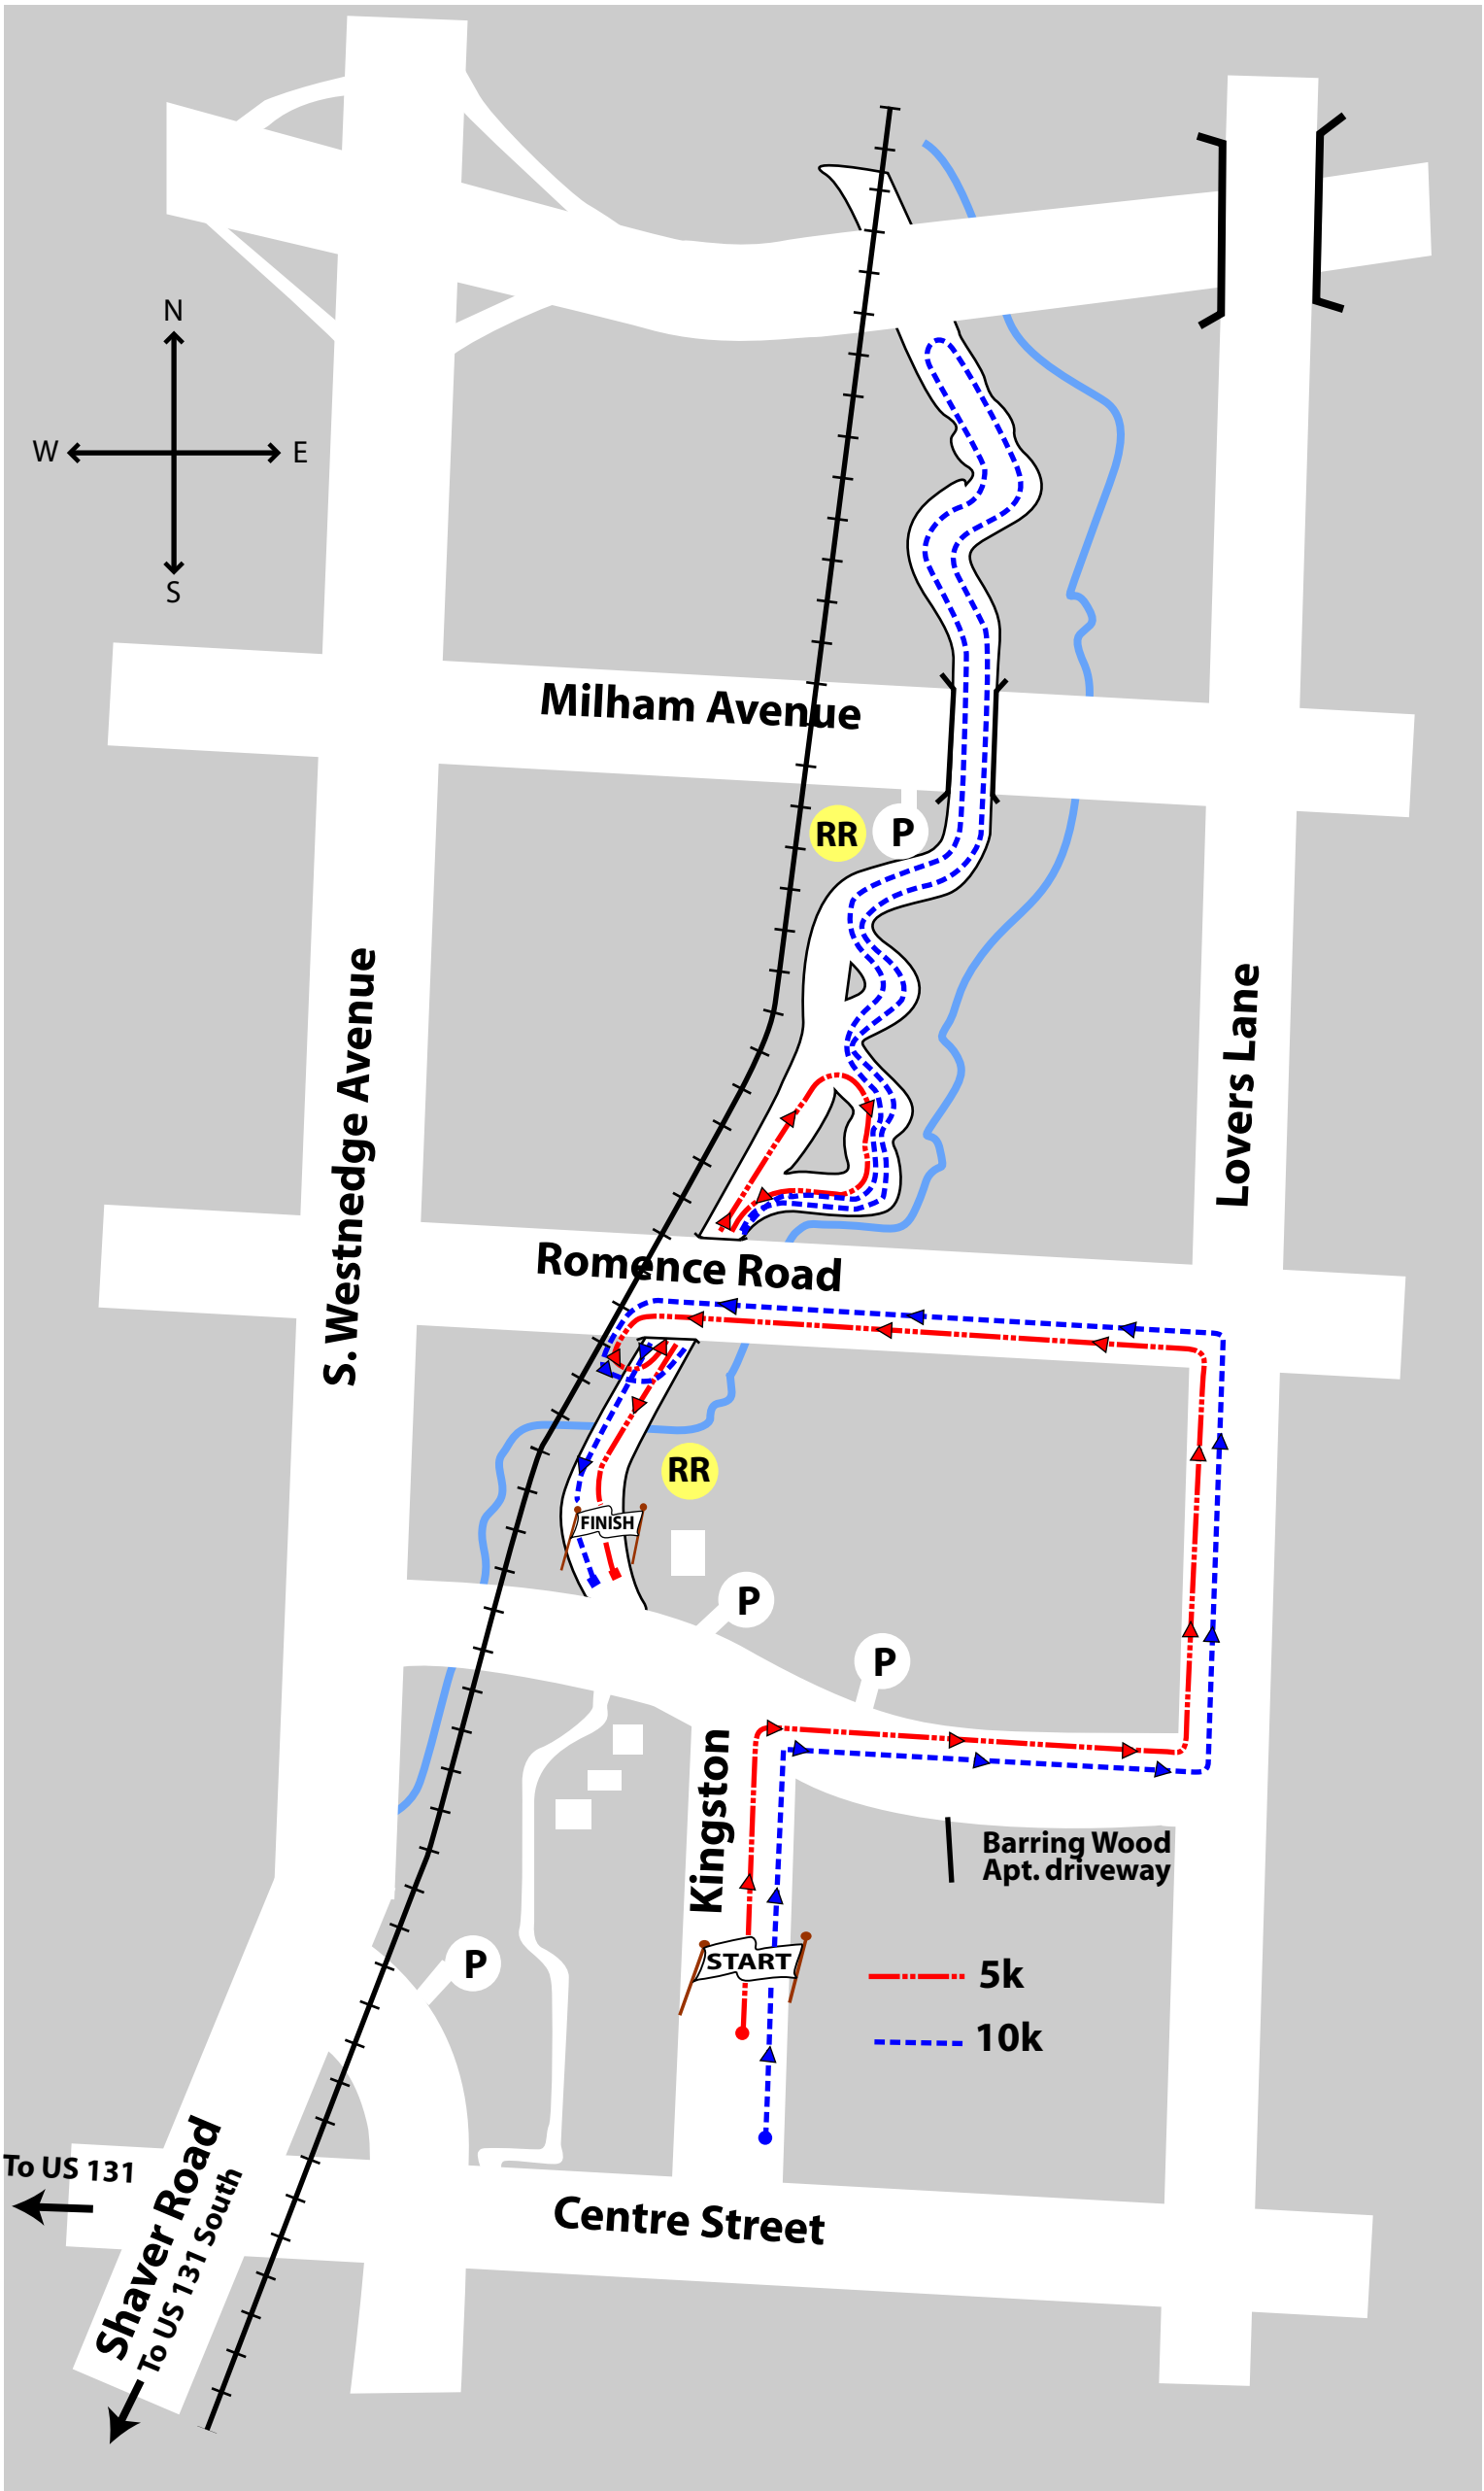 N
W
E
S
Milham Avenue
RR
P
S. Westnedge Avenue
Lovers Lane
Romence Road
RR
FINISH
P
P
Kingston
Barring Wood
Apt. driveway
START
P
5k
10k
To US 131
Shaver Road
To US 131 South
Centre Street